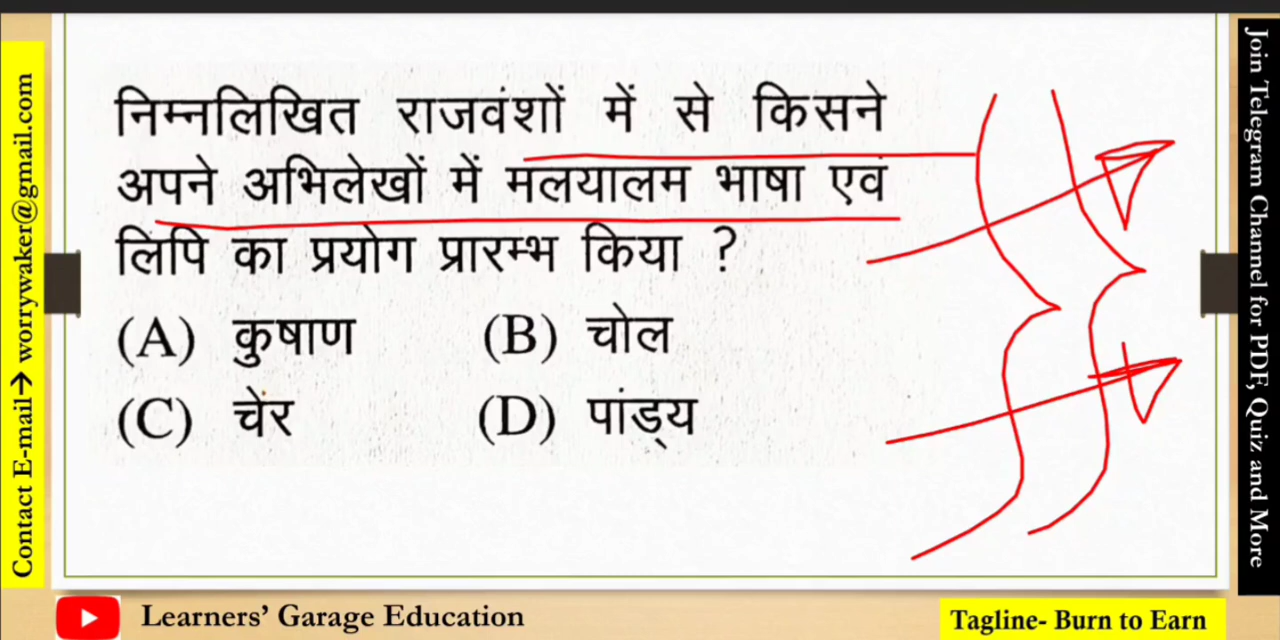 निम्नलिखित राजवंशों में से किसने
अपने अभिलेखों में मलयालम भाषा एवं
लिपि का प्रयोग प्रारम्भ किया ?
(A) कुषाण (B) चोल
(C) चेर (D) पांड्य
Contact E-mail→ worrywaker@gmail.com
Join Telegram Channel for PDF, Quiz and More
Learners’ Garage Education
Tagline- Burn to Earn